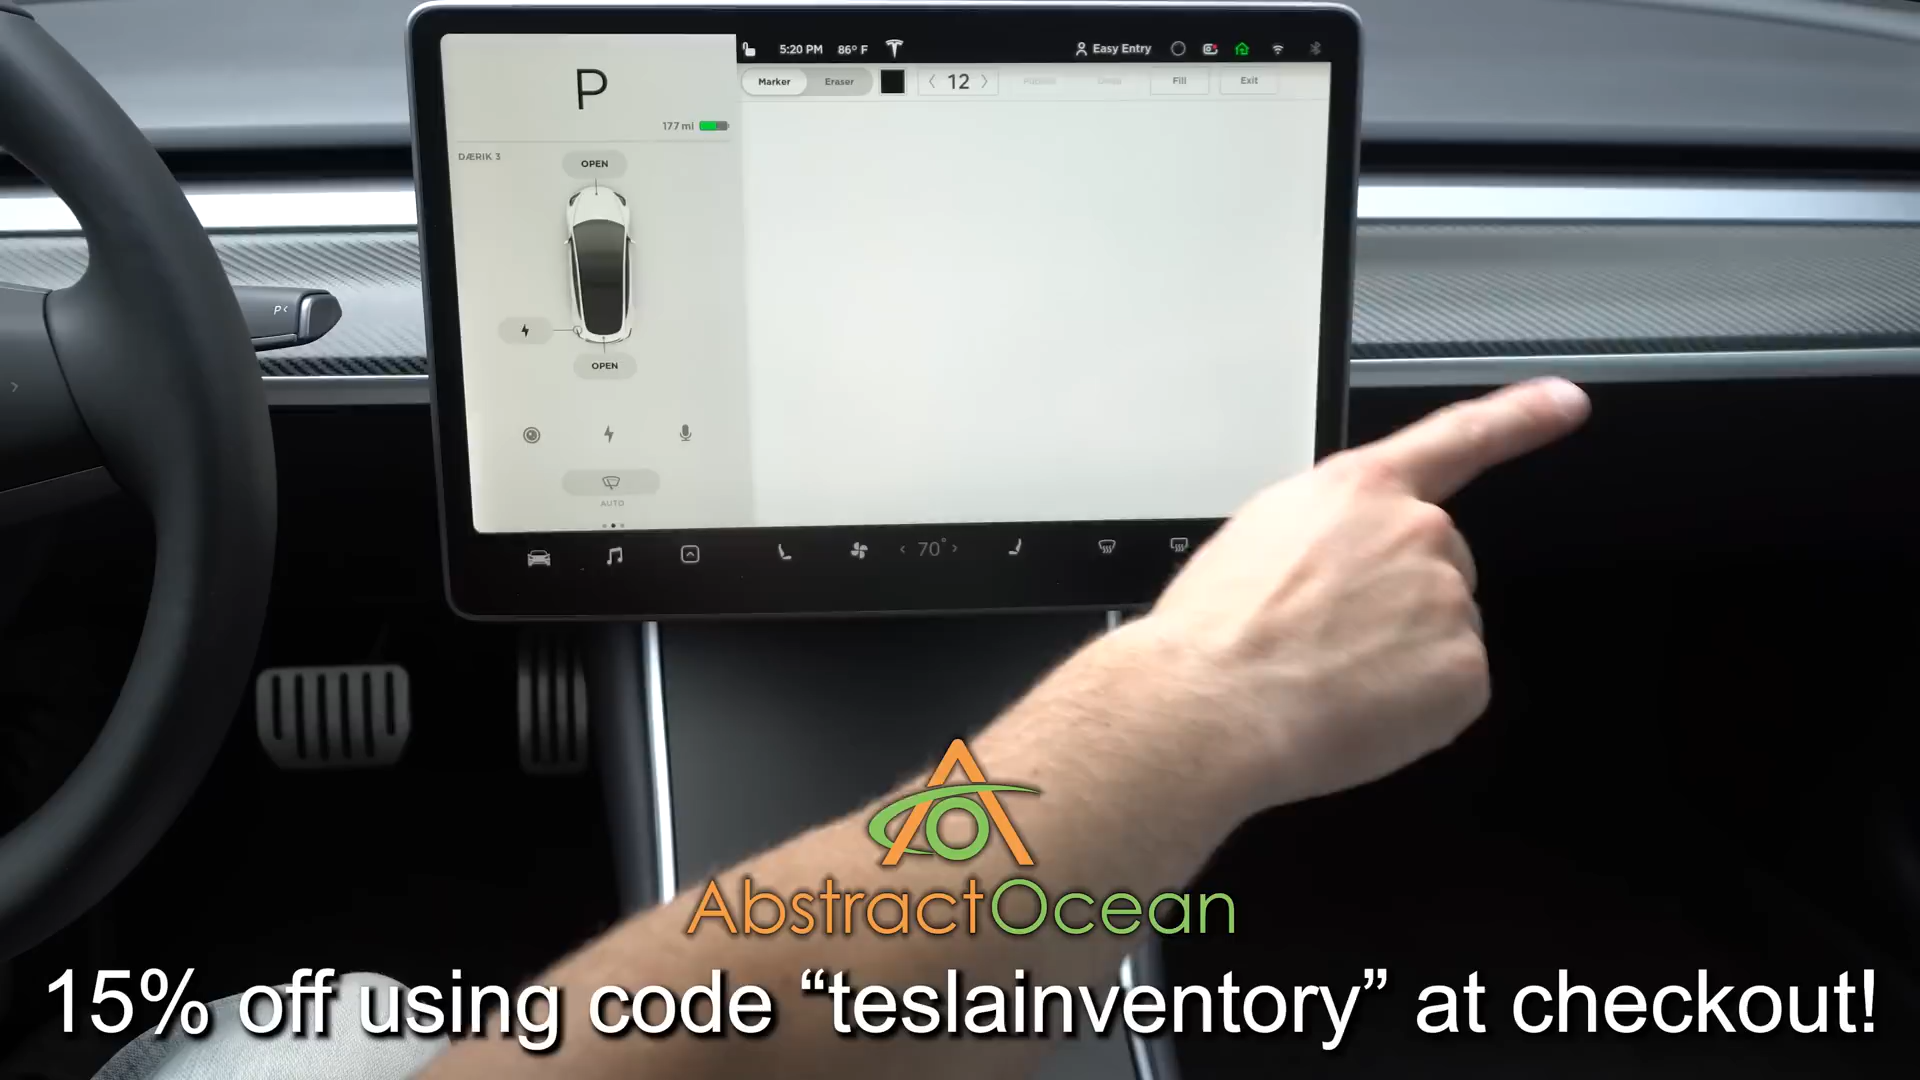 P
177 mi
DÆRIK 3
OPEN
OPEN
AUTO
5:20 PM 86° F Easy Entry
Marker Eraser 12 Fill Exit
70°
P
AbstractOcean
15% off using code “teslainventory” at checkout!